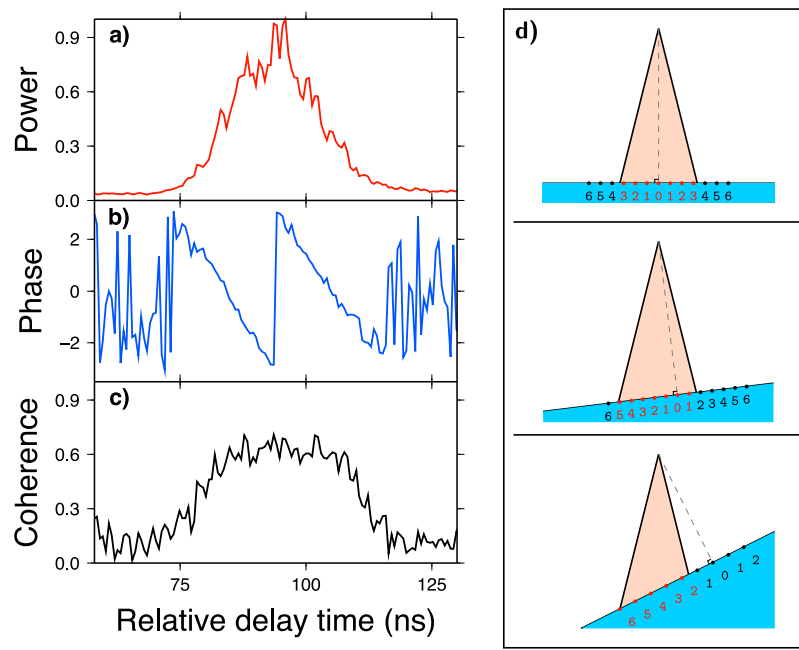 a)
Power
0.9
0.6
0.3
0.0
b)
Phase
2
0
−2
c)
Coherence
0.9
0.6
0.3
0.0
75
100
125
Relative delay time (ns)
d)
6 5 4 3 2 1 0 1 2 3 4 5 6
6 5 4 3 2 1 0 1 2 3 4 5 6
6 5 4 3 2 1 0 1 2